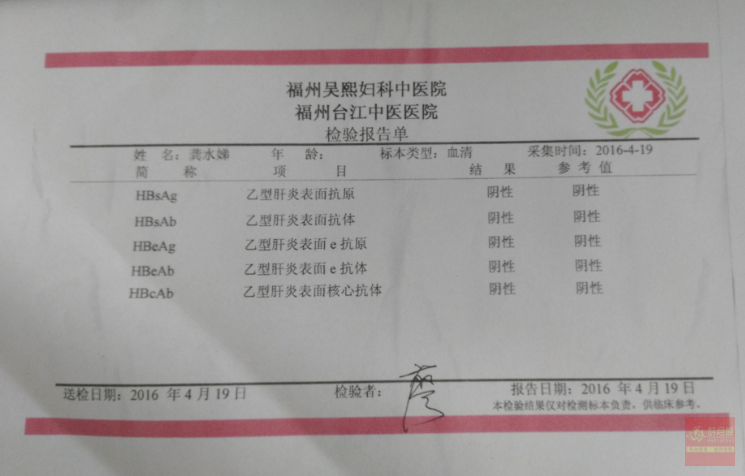 福州吴熙妇科中医院
福州台江中医医院
检验报告单
姓 名：龚水娣 年 龄： 标本类型：血清 采集时间：2016-4-19
简 称 项 目 结 果 参 考 值
HBsAg 乙型肝炎表面抗原 阴性 阴性
HBsAb 乙型肝炎表面抗体 阴性 阴性
HBeAg 乙型肝炎表面 e 抗原 阴性 阴性
HBeAb 乙型肝炎表面 e 抗体 阴性 阴性
HBcAb 乙型肝炎表面核心抗体 阴性 阴性
送检日期：2016 年 4 月 19 日 检验者： 报告日期：2016 年 4 月 19 日
本检验结果仅对检测标本负责，供临床参考。